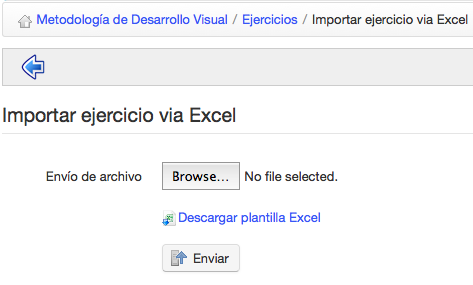 Metodología de Desarrollo Visual / Ejercicios / Importar ejercicio via Excel
Importar ejercicio via Excel
Envío de archivo Browse... No file selected.
Descargar plantilla Excel
Enviar